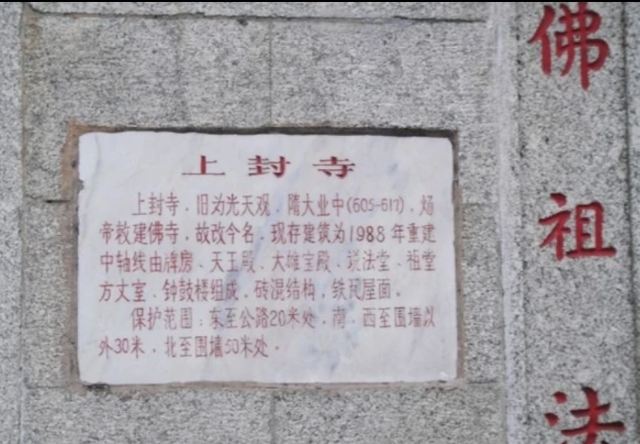 上封寺
上封寺．旧为光天观．隋大业中(605-617)．炀
帝敕建佛寺，故改今名．现存建筑为1988年重建
中轴线由牌房．天王殿．大雄宝殿．说法堂．祖堂
方丈室．钟鼓楼组成．砖混结构，铁瓦屋面．
保护范围：东至公路20米处，南．西至围墙以
外30米，北至围墙50米处．
佛祖法